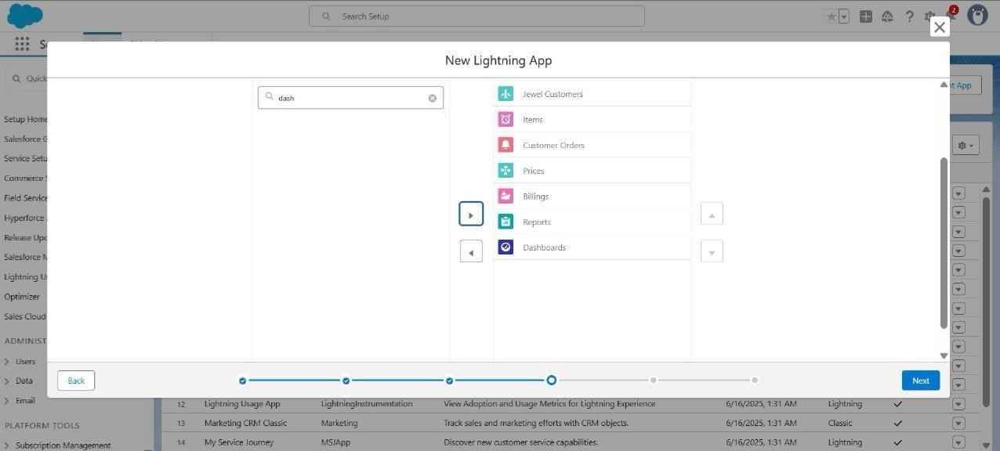 Search Setup
2
New Lightning App
Quick
dash
Jewel Customers
Items
Customer Orders
Prices
Billings
Reports
Dashboards
Setup Home
Salesforce G
Service Setu
Commerce
Field Service
Hyperforce
Release Upd
Salesforce M
Lightning Us
Optimizer
Sales Cloud
ADMINIST
Users
Data
Email
PLATFORM TOOLS
Subscription Management
App
Back
Next
12 Lightning Usage App LightningInstrumentation View Adoption and Usage Metrics for Lightning Experience 6/16/2025, 1:31 AM Lightning
13 Marketing CRM Classic Marketing Track sales and marketing efforts with CRM objects. 6/16/2025, 1:31 AM Classic
14 My Service Journey MSJApp Discover new customer service capabilities. 6/16/2025, 1:31 AM Lightning